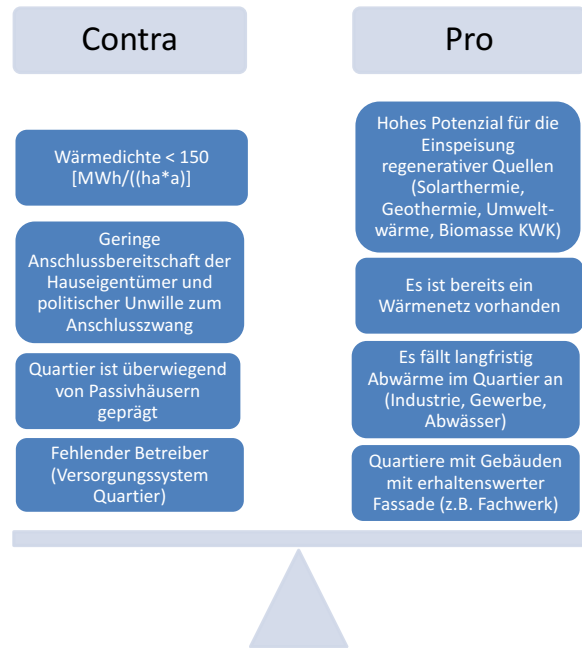 Contra
Wärmedichte < 150
[MWh/((ha*a)]
Geringe
Anschlussbereitschaft der
Hauseigentümer und
politischer Unwille zum
Anschlusszwang
Quartier ist überwiegend
von Passivhäusern
geprägt
Fehlender Betreiber
(Versorgungssystem
Quartier)
Pro
Hohes Potenzial für die
Einspeisung
regenerativer Quellen
(Solarthermie,
Geothermie, Umwelt-
wärme, Biomasse KWK)
Es ist bereits ein
Wärmenetz vorhanden
Es fällt langfristig
Abwärme im Quartier an
(Industrie, Gewerbe,
Abwässer)
Quartiere mit Gebäuden
mit erhaltenswerter
Fassade (z.B. Fachwerk)